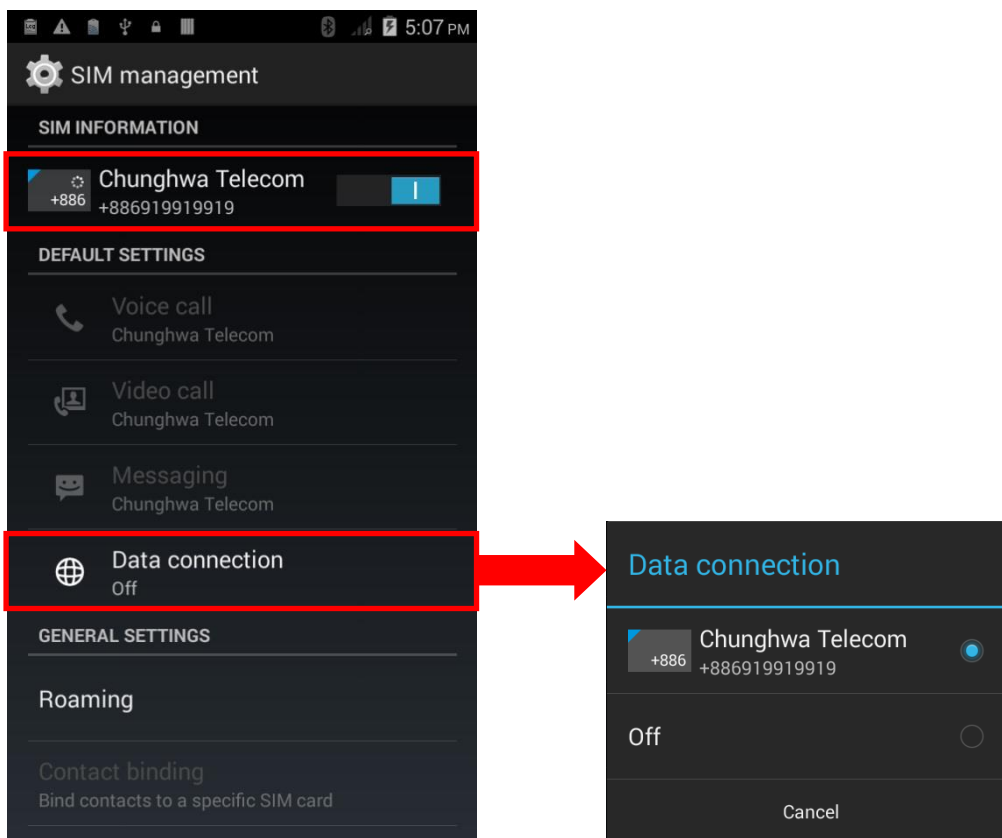 5:07 PM
SIM management
SIM INFORMATION
Chunghwa Telecom
+886
+886919919919
DEFAULT SETTINGS
Voice call
Chunghwa Telecom
Video call
Chunghwa Telecom
Messaging
Chunghwa Telecom
Data connection
Off
GENERAL SETTINGS
Roaming
Contact binding
Bind contacts to a specific SIM card
Data connection
Chunghwa Telecom
+886
+886919919919
Off
Cancel